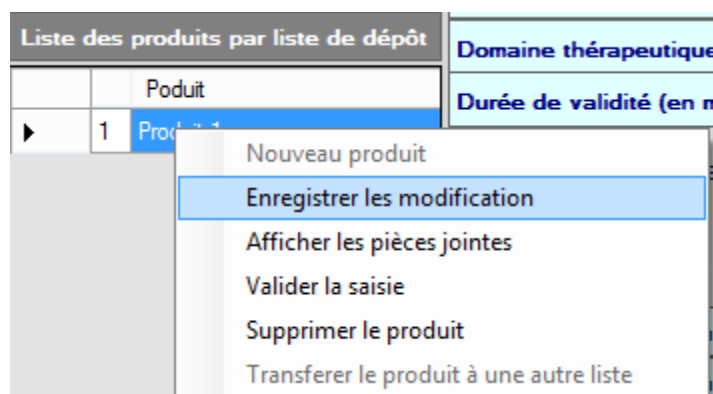 Liste des produits par liste de dépôt
Domaine thérapeutique
Durée de validité (en
Poduit
1
Nouveau produit
Enregistrer les modification
Afficher les pièces jointes
Valider la saisie
Supprimer le produit
Transferer le produit à une autre liste